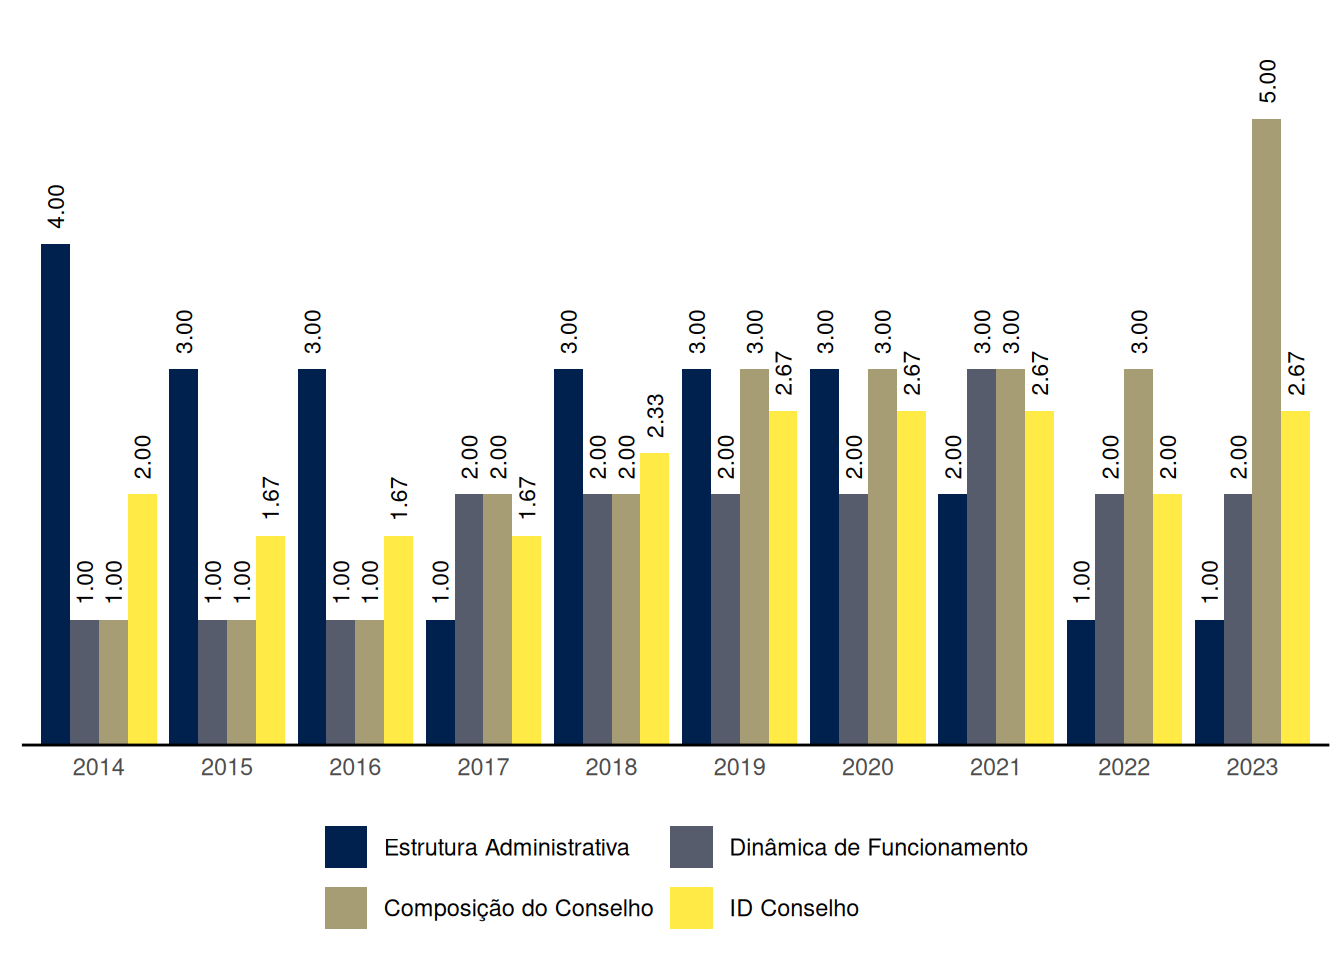 5.00
4.00
3.00 3.00 3.00 3.00 3.00 3.00 3.00 3.00 3.00 3.00
2.67 2.67 2.67 2.67
2.33
2.00 2.00 2.00 2.00 2.00 2.00 2.00 2.00 2.00 2.00 2.00
1.67 1.67 1.67
1.00 1.00 1.00 1.00 1.00 1.00 1.00 1.00 1.00
2014 2015 2016 2017 2018 2019 2020 2021 2022 2023
Estrutura Administrativa Dinâmica de Funcionamento
Composição do Conselho ID Conselho